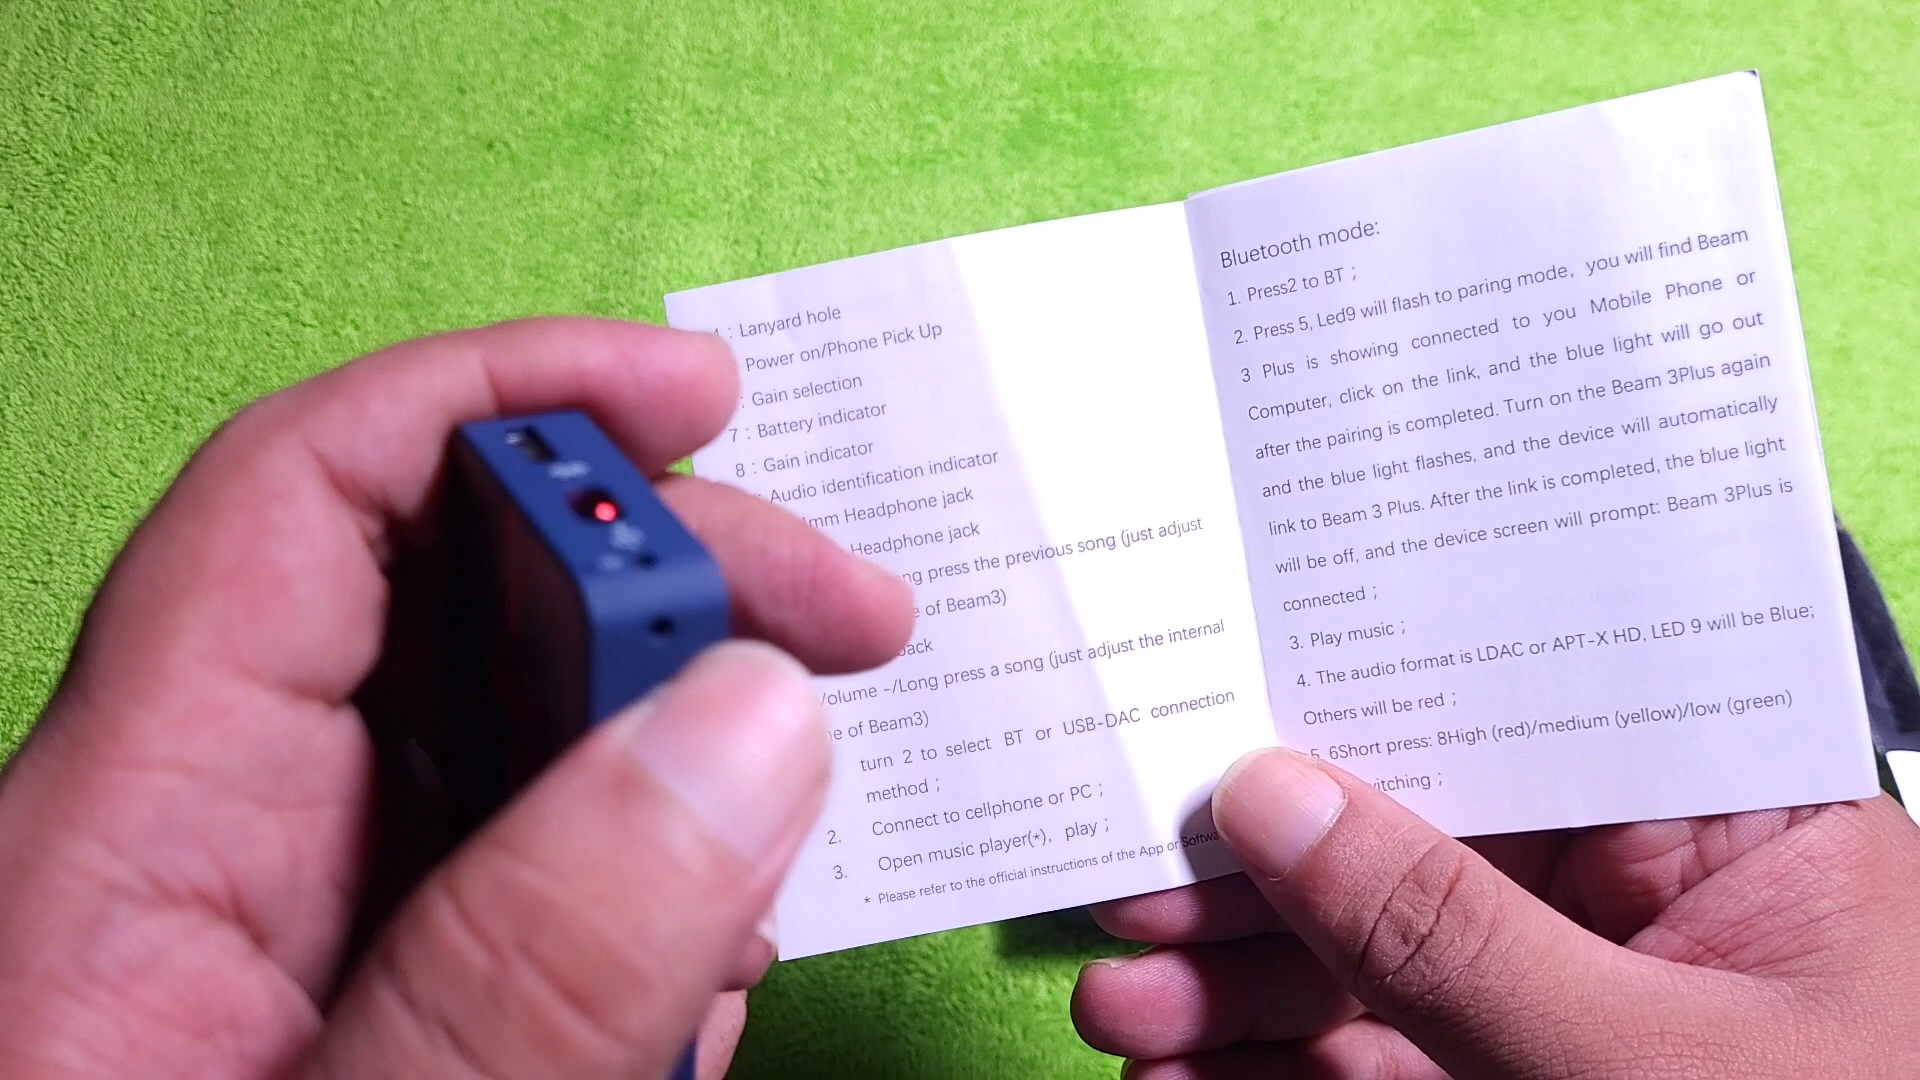 : Lanyard hole
Power on/Phone Pick Up
: Gain selection
7 : Battery indicator
8 : Gain indicator
: Audio identification indicator
mm Headphone jack
Headphone jack
press the previous song (just adjust
of Beam3)
-/Long press a song (just adjust the internal
of Beam3)
turn 2 to select BT or USB-DAC connection
method ;
2. Connect to cellphone or PC ;
3. Open music player(*), play ;
* Please refer to the official instructions of the App or
Bluetooth mode:
1. Press2 to BT ;
2. Press 5, Led9 will flash to paring mode, you will find Beam
3 Plus is showing connected to you Mobile Phone or
Computer, click on the link, and the blue light will go out
after the pairing is completed. Turn on the Beam 3Plus again
and the blue light flashes, and the device will automatically
link to Beam 3 Plus. After the link is completed, the blue light
will be off, and the device screen will prompt: Beam 3Plus is
connected ;
3. Play music ;
4. The audio format is LDAC or APT-X HD, LED 9 will be Blue;
Others will be red ;
5. 6Short press: 8High (red)/medium (yellow)/low (green)